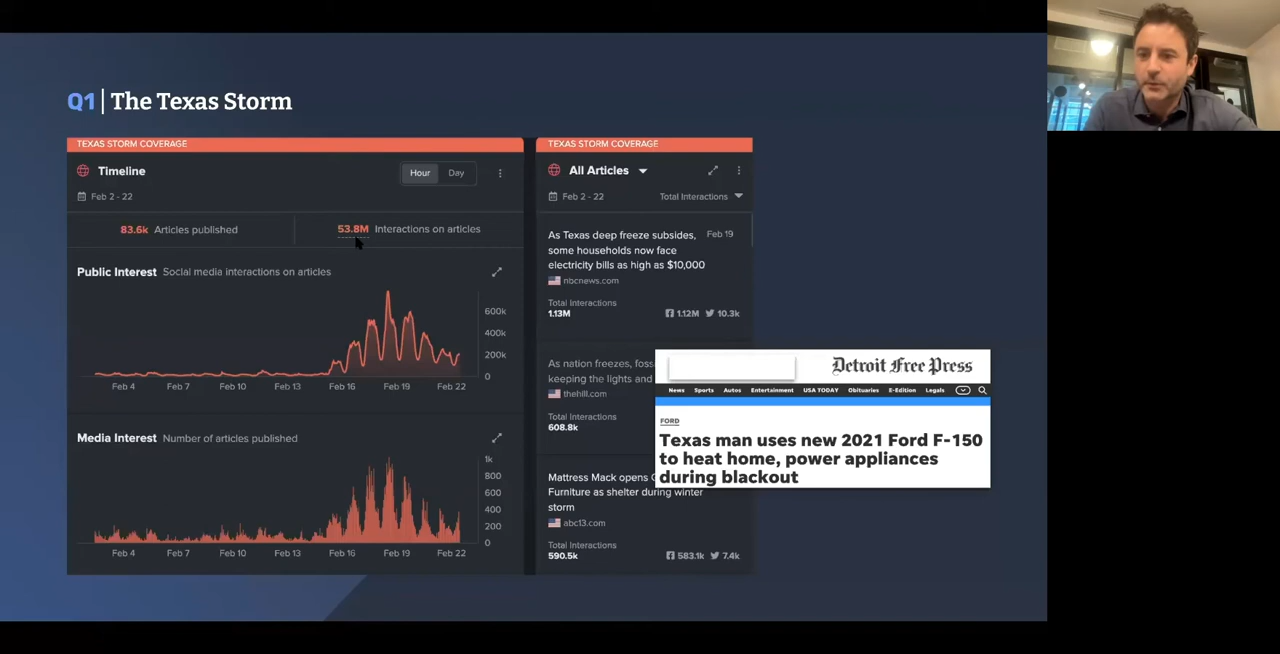 Q1 | The Texas Storm
TEXAS STORM COVERAGE
Timeline
Hour
Day
Feb 2 - 22
83.6k Articles published
53.8M Interactions on articles
Public Interest Social media interactions on articles
600k
400k
200k
0
Feb 4 Feb 7 Feb 10 Feb 13 Feb 16 Feb 19 Feb 22
Media Interest Number of articles published
1k
800
600
400
200
0
Feb 4 Feb 7 Feb 10 Feb 13 Feb 16 Feb 19 Feb 22
TEXAS STORM COVERAGE
All Articles
Feb 2 - 22
Total Interactions
As Texas deep freeze subsides,
some households now face
electricity bills as high as $10,000
Feb 19
nbcnews.com
Total Interactions
1.13M
1.12M 10.3k
As nation freezes, foss
keeping the lights and
thehill.com
Total Interactions
608.8k
Mattress Mack opens
Furniture as shelter during winter
storm
abc13.com
Total Interactions
590.5k
583.1k 7.4k
Detroit Free Press
News Sports Autos Entertainment USA TODAY Obituaries E-Edition Legals
FORD
Texas man uses new 2021 Ford F-150
to heat home, power appliances
during blackout